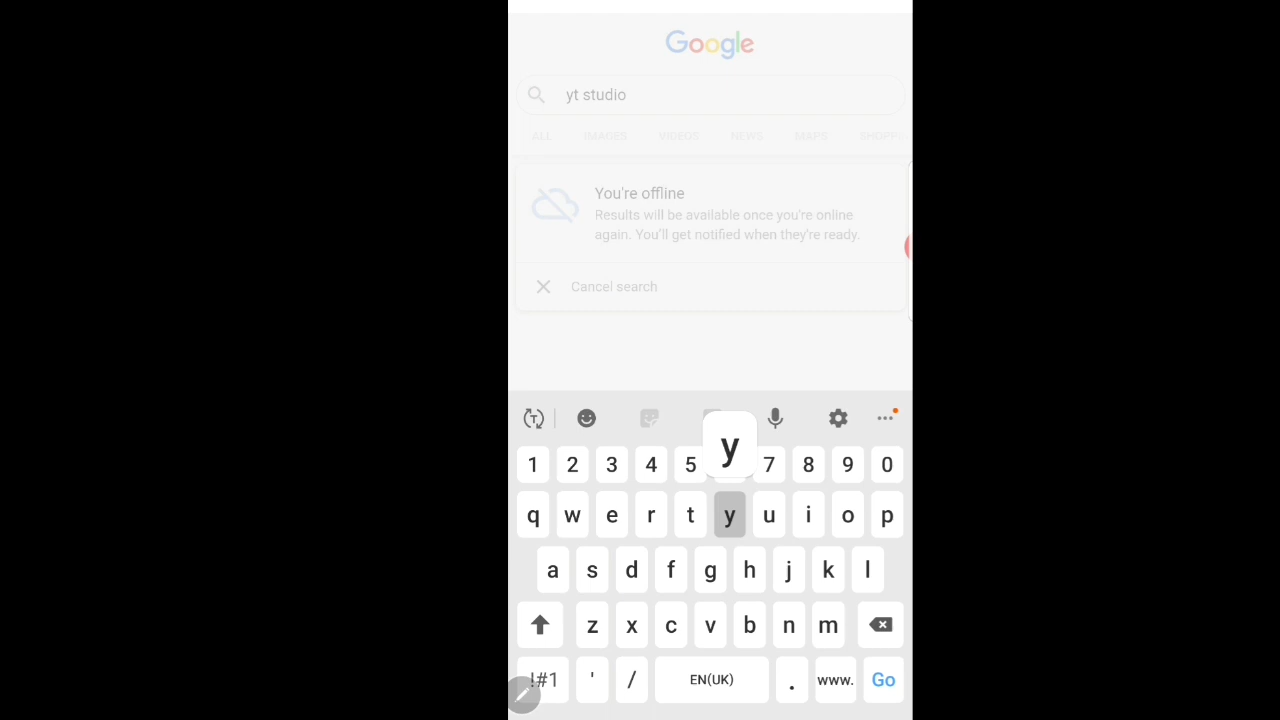 Google
yt studio
ALL IMAGES VIDEOS NEWS MAPS SHOPP
You're offline
Results will be available once you're online
again. You'll get notified when they're ready.
Cancel search
y
1 2 3 4 5 7 8 9 0
q w e r t y u i o p
a s d f g h j k l
z x c v b n m
!#1 ' / EN(UK) . www. Go